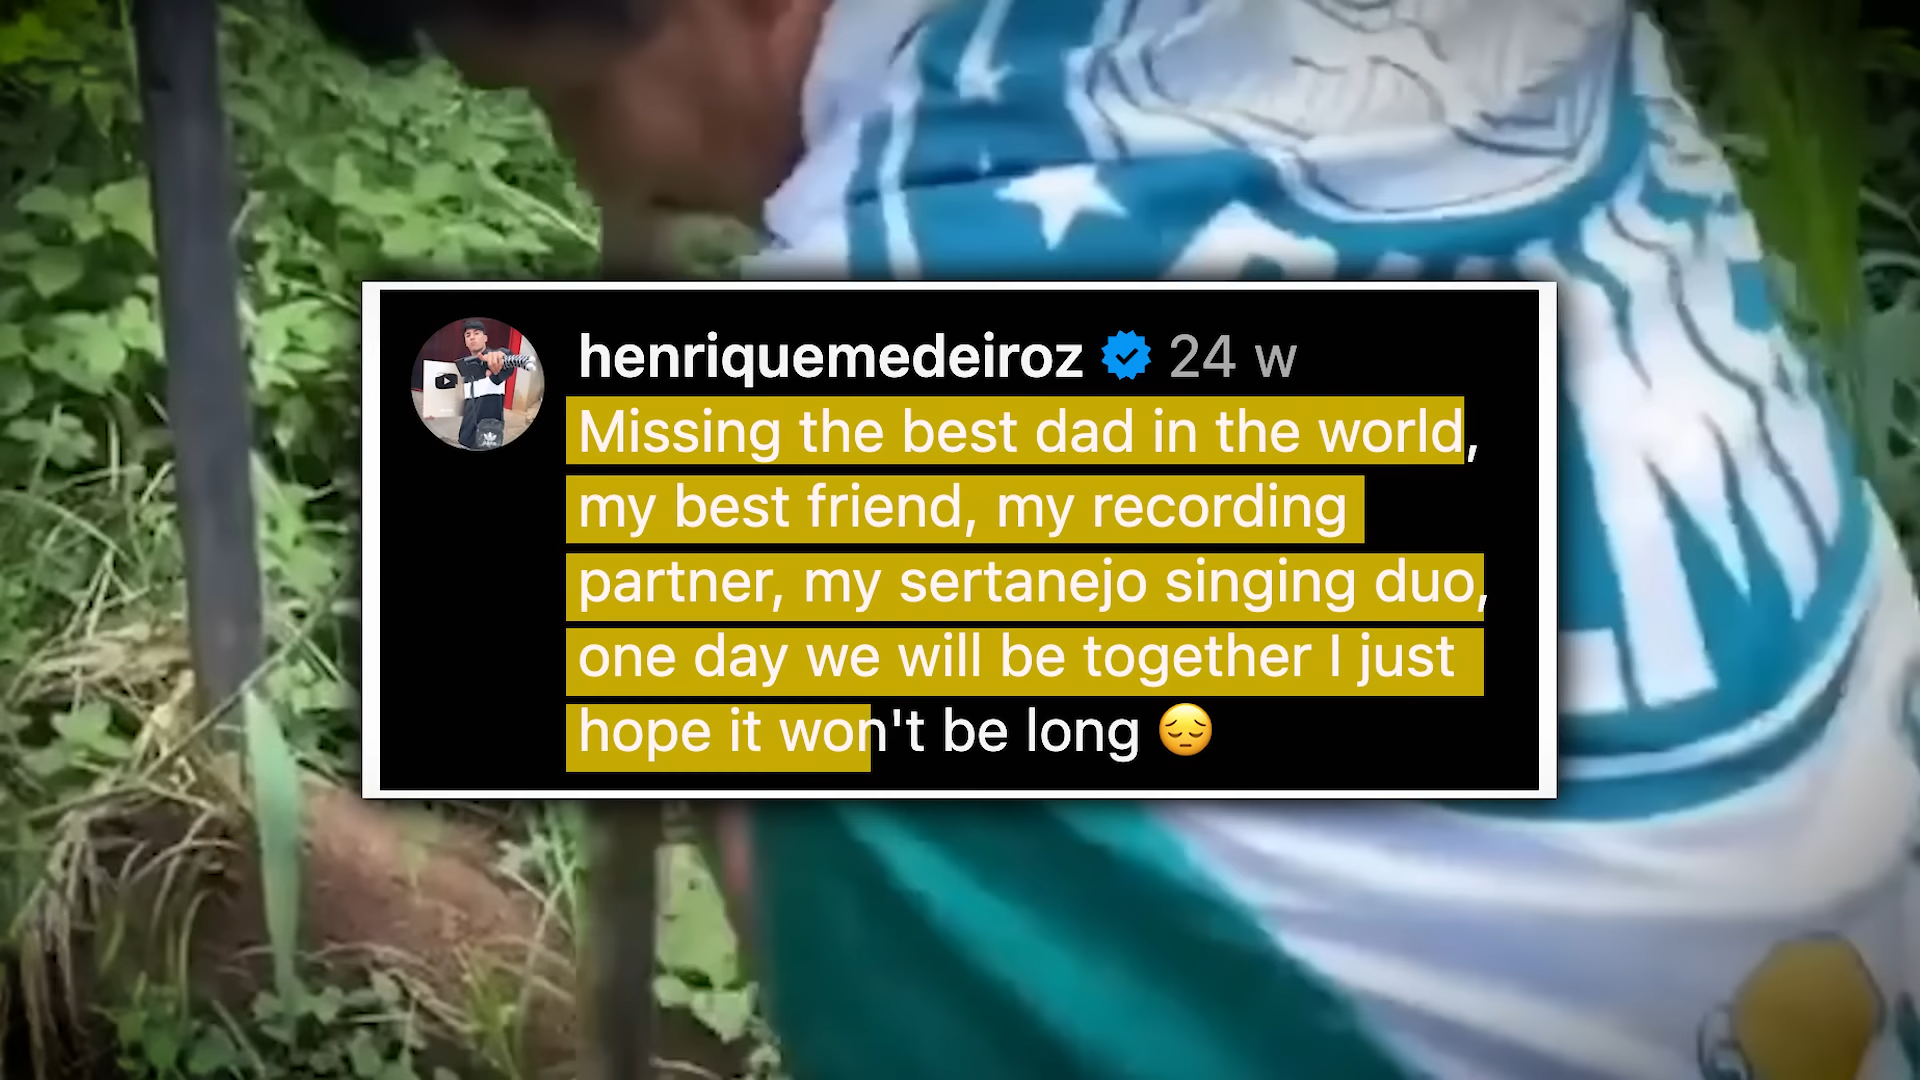 henriquemedeiroz 24 w
Missing the best dad in the world,
my best friend, my recording
partner, my sertanejo singing duo,
one day we will be together I just
hope it won't be long 😔